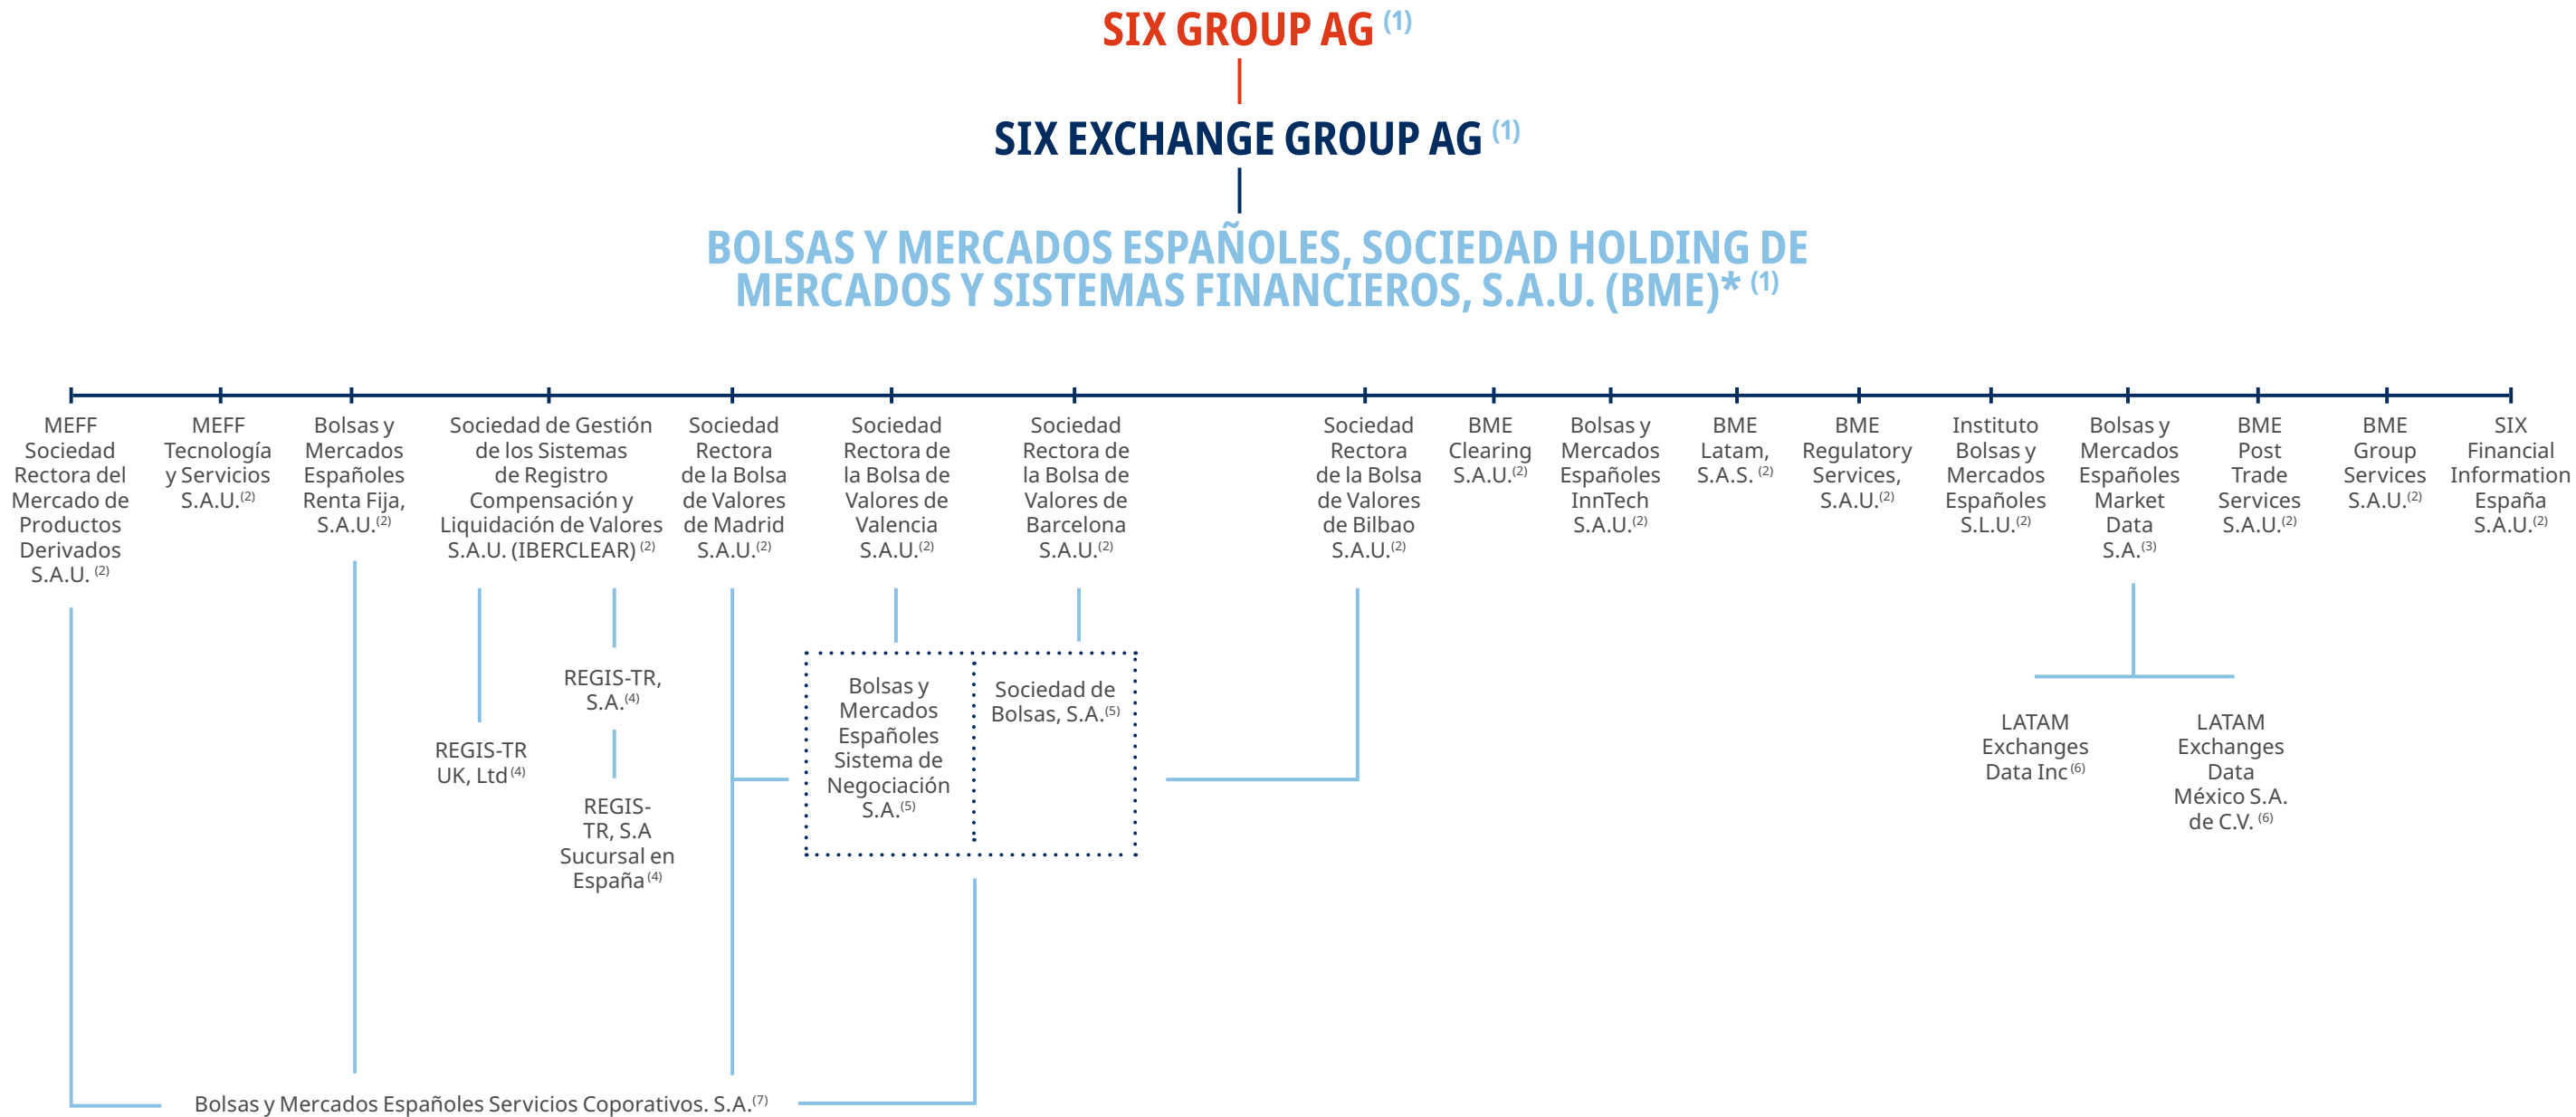 SIX GROUP AG (1)
SIX EXCHANGE GROUP AG (1)
BOLSAS Y MERCADOS ESPAÑOLES, SOCIEDAD HOLDING DE
MERCADOS Y SISTEMAS FINANCIEROS, S.A.U. (BME)* (1)
MEFF
Sociedad
Rectora del
Mercado de
Productos
Derivados
S.A.U. (2)
MEFF
Tecnología
y Servicios
S.A.U.(2)
Bolsas y
Mercados
Españoles
Renta Fija,
S.A.U.(2)
Sociedad de Gestión
de los Sistemas
de Registro
Compensación y
Liquidación de Valores
S.A.U. (IBERCLEAR) (2)
Sociedad
Rectora
de la Bolsa
de Valores
de Madrid
S.A.U.(2)
Sociedad
Rectora de
la Bolsa de
Valores de
Valencia
S.A.U.(2)
Sociedad
Rectora de
la Bolsa de
Valores de
Barcelona
S.A.U.(2)
Sociedad
Rectora
de la Bolsa
de Valores
de Bilbao
S.A.U.(2)
BME
Clearing
S.A.U.(2)
Bolsas y
Mercados
Españoles
InnTech
S.A.U.(2)
BME
Latam,
S.A.S. (2)
BME
Regulatory
Services,
S.A.U.(2)
Instituto
Bolsas y
Mercados
Españoles
S.L.U.(2)
Bolsas y
Mercados
Españoles
Market
Data
S.A.(3)
BME
Post
Trade
Services
S.A.U.(2)
BME
Group
Services
S.A.U.(2)
SIX
Financial
Information
España
S.A.U.(2)
REGIS-TR
UK, Ltd (4)
REGIS-TR,
S.A.(4)
REGIS-
TR, S.A
Sucursal en
España (4)
Bolsas y
Mercados
Españoles
Sistema de
Negociación
S.A.(5)
Sociedad de
Bolsas, S.A.(5)
LATAM
Exchanges
Data Inc (6)
LATAM
Exchanges
Data
México S.A.
de C.V. (6)
Bolsas y Mercados Españoles Servicios Coporativos. S.A.(7)